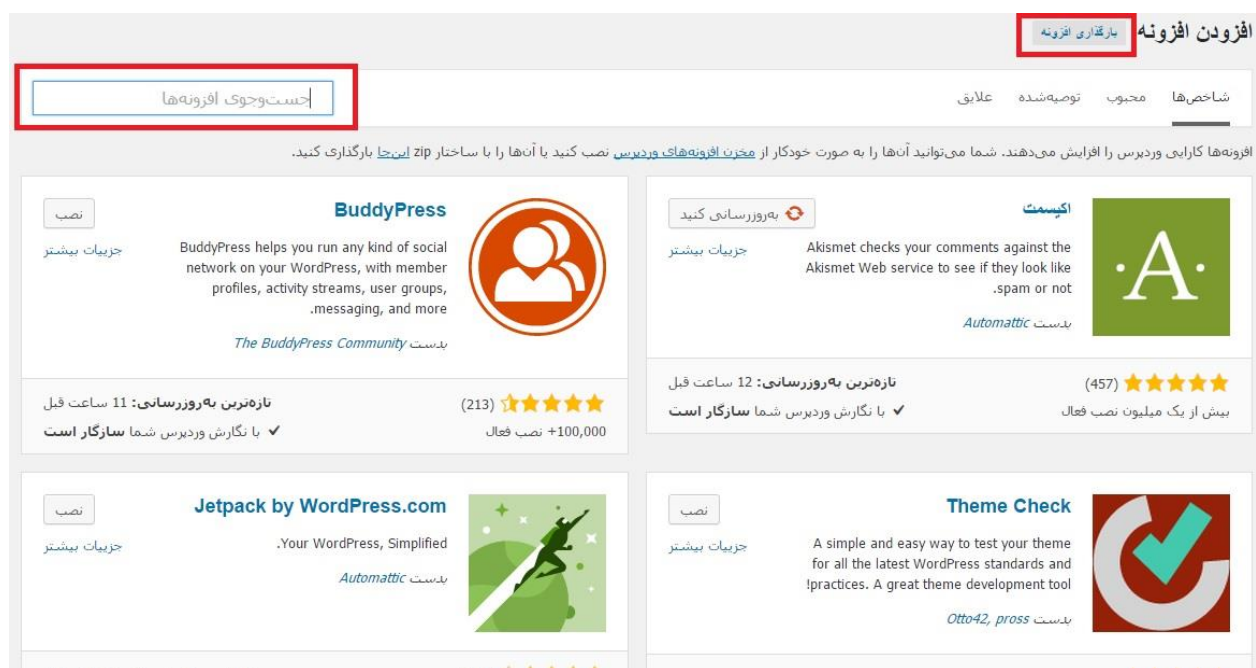 افزودن افزونه بارگذاری افزونه
شاخص‌ها محبوب توصیه‌شده علایق
جست‌وجوی افزونه‌ها
افزونه‌ها کارایی وردپرس را افزایش می‌دهند. شما می‌توانید آن‌ها را به صورت خودکار از مخزن افزونه‌های وردپرس نصب کنید یا آن‌ها را با ساختار zip این‌جا بارگذاری کنید.
اکیسمت
به‌روزرسانی کنید
جزییات بیشتر
Akismet checks your comments against the
Akismet Web service to see if they look like
.spam or not
بدست Automattic
(457)
بیش از یک میلیون نصب فعال
تازه‌ترین به‌روزرسانی: 12 ساعت قبل
✔ با نگارش وردپرس شما سازگار است
BuddyPress
نصب
جزییات بیشتر
BuddyPress helps you run any kind of social
network on your WordPress, with member
profiles, activity streams, user groups,
.messaging, and more
بدست The BuddyPress Community
(213)
100,000+ نصب فعال
تازه‌ترین به‌روزرسانی: 11 ساعت قبل
✔ با نگارش وردپرس شما سازگار است
Theme Check
نصب
جزییات بیشتر
A simple and easy way to test your theme
for all the latest WordPress standards and
!practices. A great theme development tool
بدست Otto42, pross
Jetpack by WordPress.com
نصب
جزییات بیشتر
.Your WordPress, Simplified
بدست Automattic